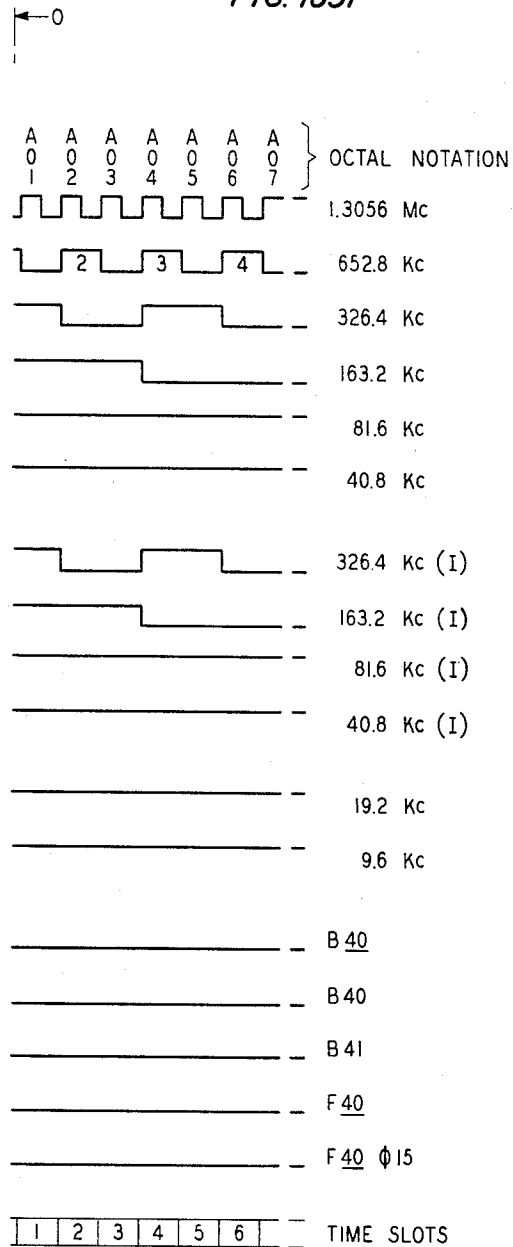 0
A A A A A A A
0 0 0 0 0 0 0
1 2 3 4 5 6 7
OCTAL NOTATION
1.3056 Mc
2 3 4 652.8 Kc
326.4 Kc
163.2 Kc
81.6 Kc
40.8 Kc
326.4 Kc (I)
163.2 Kc (I)
81.6 Kc (I)
40.8 Kc (I)
19.2 Kc
9.6 Kc
B 40
B 40
B 41
F 40
F 40 ϕ 15
1 2 3 4 5 6 TIME SLOTS